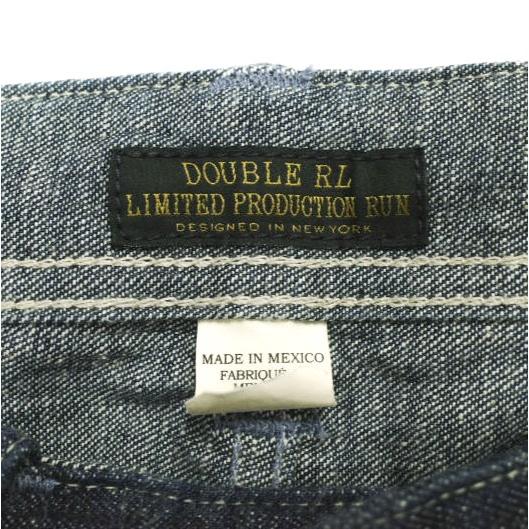 DOUBLE RL
LIMITED PRODUCTION RUN
DESIGNED IN NEW YORK
MADE IN MEXICO
FABRIQUÉ